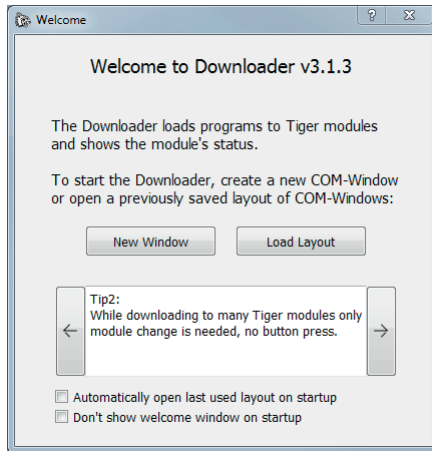 Welcome
Welcome to Downloader v3.1.3
The Downloader loads programs to Tiger modules
and shows the module's status.
To start the Downloader, create a new COM-Window
or open a previously saved layout of COM-Windows:
New Window
Load Layout
Tip2:
While downloading to many Tiger modules only
module change is needed, no button press.
Automatically open last used layout on startup
Don't show welcome window on startup